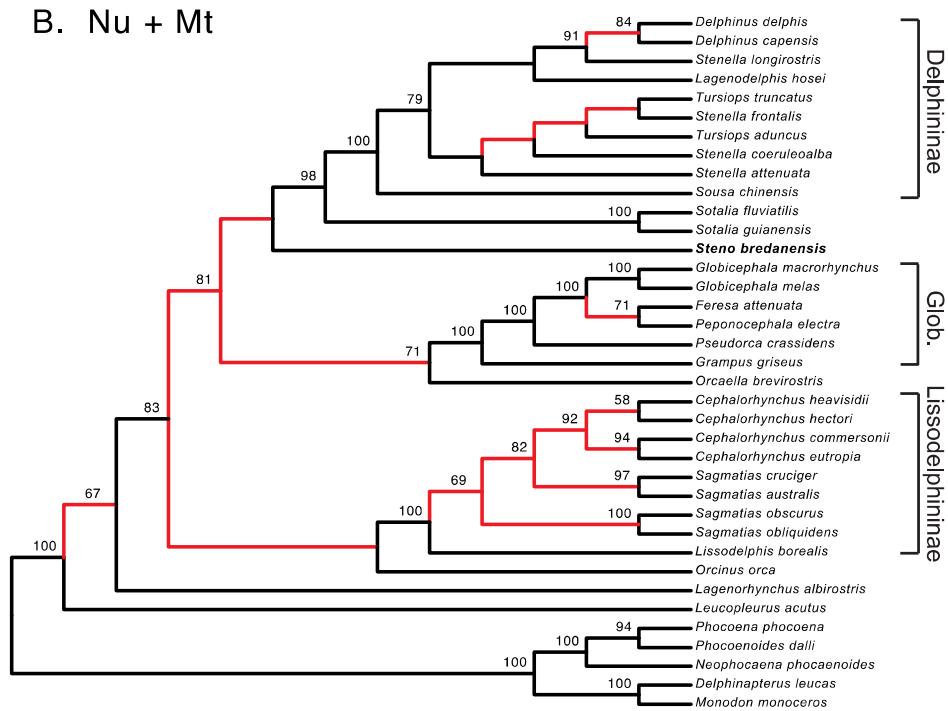 B. Nu + Mt
84
Delphinus delphis
91
Delphinus capensis
Stenella longirostris
Lagenodelphis hosei
79
Tursiops truncatus
Stenella frontalis
Tursiops aduncus
100
Stenella coeruleoalba
Stenella attenuata
98
Sousa chinensis
Delphininae
100
Sotalia fluviatilis
Sotalia guianensis
Steno bredanensis
81
100
Globicephala macrorhynchus
100
Globicephala melas
100
71
Feresa attenuata
Peponocephala electra
100
Pseudorca crassidens
71
Grampus griseus
Glob.
Orcaella brevirostris
83
58
Cephalorhynchus heavisidii
92
Cephalorhynchus hectori
82
94
Cephalorhynchus commersonii
Cephalorhynchus eutropia
69
97
Sagmatias cruciger
Sagmatias australis
67
100
100
Sagmatias obscurus
Sagmatias obliquidens
Lissodelphis borealis
Lissodelphininae
100
Orcinus orca
Lagenorhynchus albirostris
Leucopleurus acutus
94
Phocoena phocoena
100
Phocoenoides dalli
100
Neophocaena phocaenoides
100
Delphinapterus leucas
Monodon monoceros